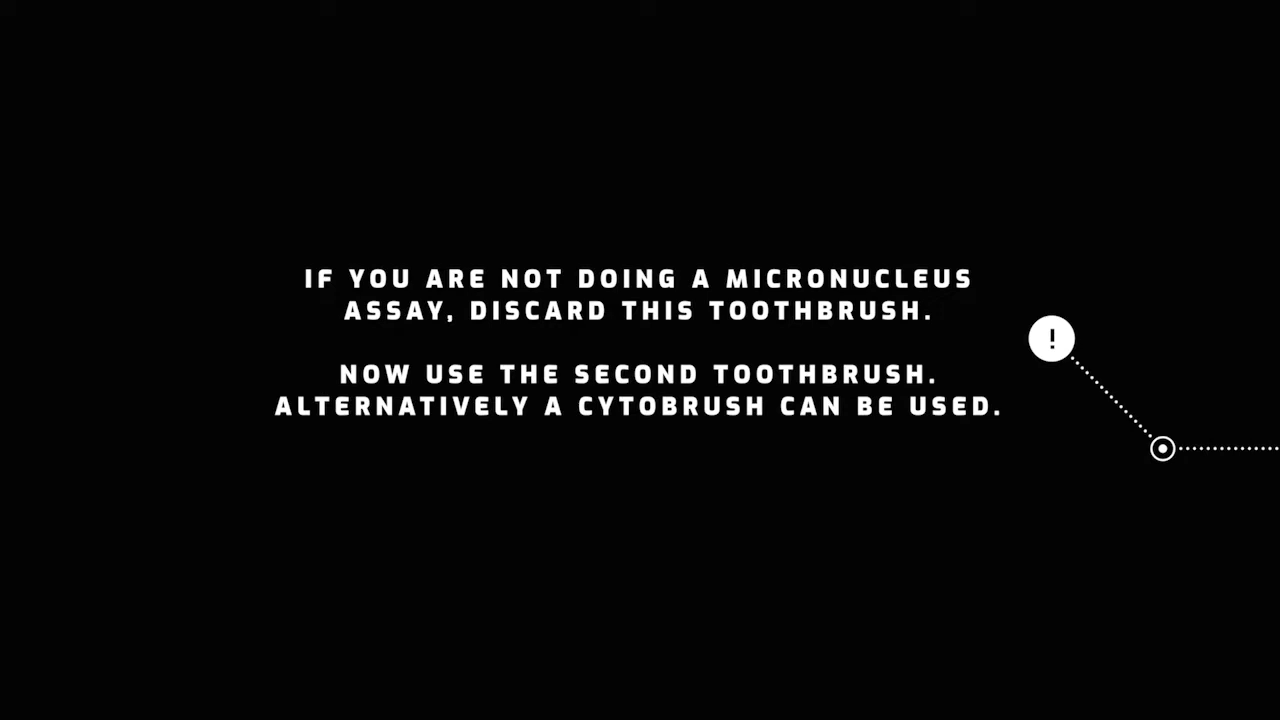 IF YOU ARE NOT DOING A MICRONUCLEUS
ASSAY, DISCARD THIS TOOTHBRUSH.
NOW USE THE SECOND TOOTHBRUSH.
ALTERNATIVELY A CYTOBRUSH CAN BE USED.
!